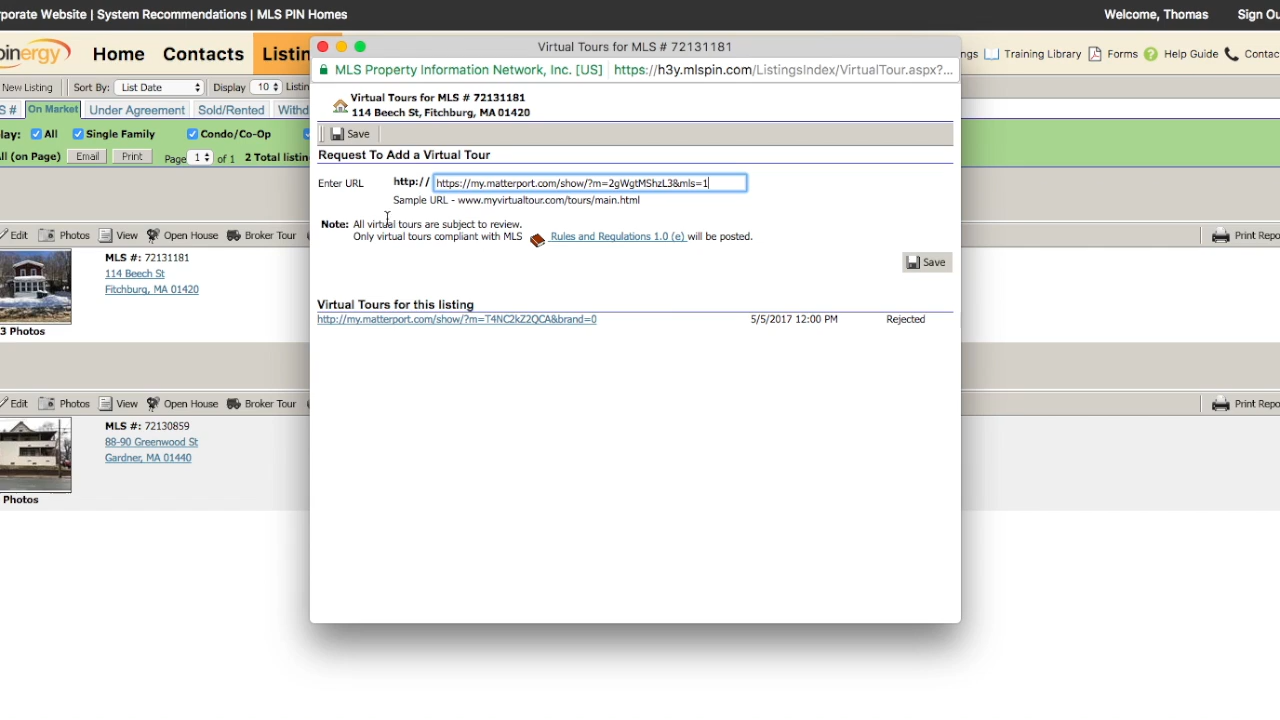 rporate Website | System Recommendations | MLS PIN Homes
Welcome, Thomas Sign Ou
pinergy Home Contacts Listin
ngs Training Library Forms Help Guide Contac
New Listing Sort By: List Date Display 10 Listin
S # On Market Under Agreement Sold/Rented Withd
lay: All Single Family Condo/Co-Op
ll (on Page) Email Print Page 1 of 1 2 Total listin
Edit Photos View Open House Broker Tour
Print Repo
MLS #: 72131181
114 Beech St
Fitchburg, MA 01420
3 Photos
Edit Photos View Open House Broker Tour
Print Repo
MLS #: 72130859
88-90 Greenwood St
Gardner, MA 01440
Photos
Virtual Tours for MLS # 72131181
MLS Property Information Network, Inc. [US] https://h3y.mlspin.com/ListingsIndex/VirtualTour.aspx?...
Virtual Tours for MLS # 72131181
114 Beech St, Fitchburg, MA 01420
Save
Request To Add a Virtual Tour
Enter URL http:// https://my.matterport.com/show/?m=2gWgtMShzL3&mls=1
Sample URL - www.myvirtualtour.com/tours/main.html
Note: All virtual tours are subject to review.
Only virtual tours compliant with MLS Rules and Regulations 1.0 (e) will be posted.
Save
Virtual Tours for this listing
http://my.matterport.com/show/?m=T4NC2kZ2QCA&brand=0 5/5/2017 12:00 PM Rejected